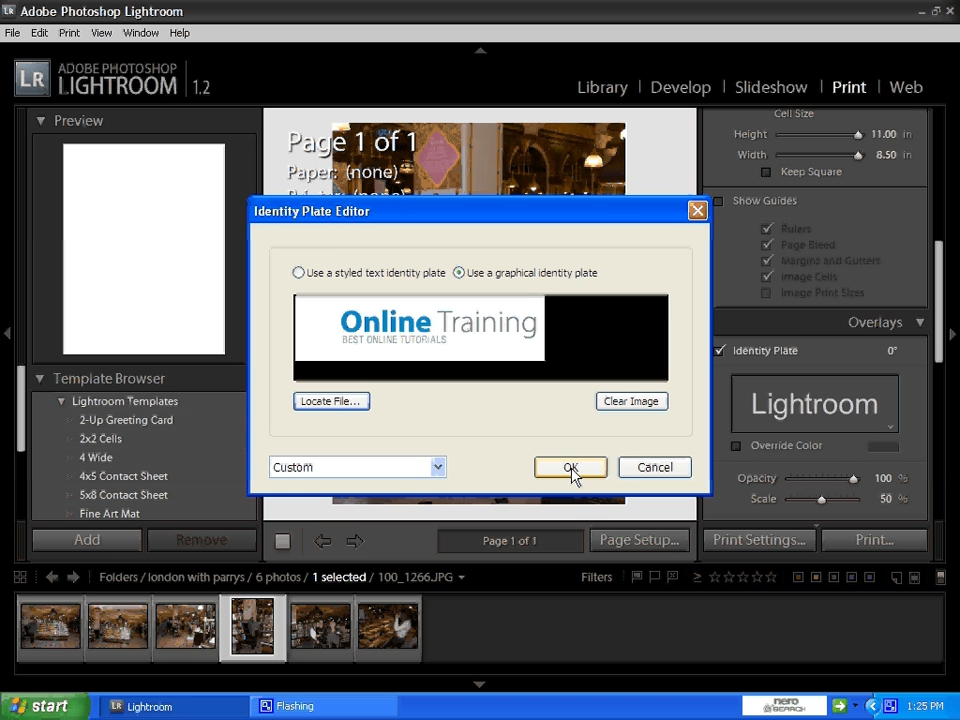 LR Adobe Photoshop Lightroom
File Edit Print View Window Help
LR ADOBE PHOTOSHOP
LIGHTROOM 1.2
Library | Develop | Slideshow | Print | Web
Preview
Page 1 of 1
Paper: (none)
Cell Size
Height 11.00 in
Width 8.50 in
Keep Square
Show Guides
Rulers
Page Bleed
Margins and Gutters
Image Cells
Image Print Sizes
Overlays
Identity Plate 0°
Lightroom
Override Color
Opacity 100 %
Scale 50 %
Identity Plate Editor
Use a styled text identity plate Use a graphical identity plate
Online Training
BEST ONLINE TUTORIALS
Locate File... Clear Image
Custom OK Cancel
Template Browser
Lightroom Templates
2-Up Greeting Card
2x2 Cells
4 Wide
4x5 Contact Sheet
5x8 Contact Sheet
Fine Art Mat
Add Remove Page 1 of 1 Page Setup... Print Settings... Print...
Folders / london with parrys / 6 photos / 1 selected / 100_1266.JPG Filters
start LR Lightroom Flashing nero SEARCH 1:25 PM